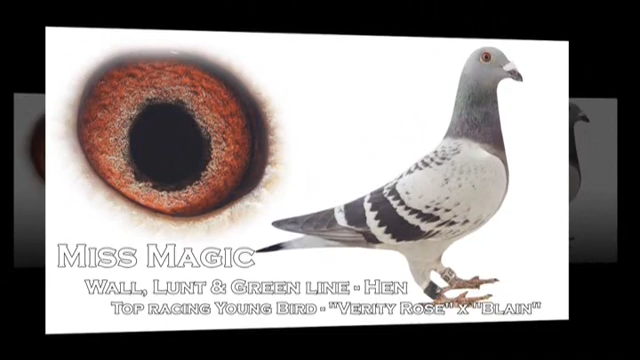 Miss Magic
Wall, Lunt & Green line - Hen
Top racing Young Bird - "Verity Rose" x "Blain"